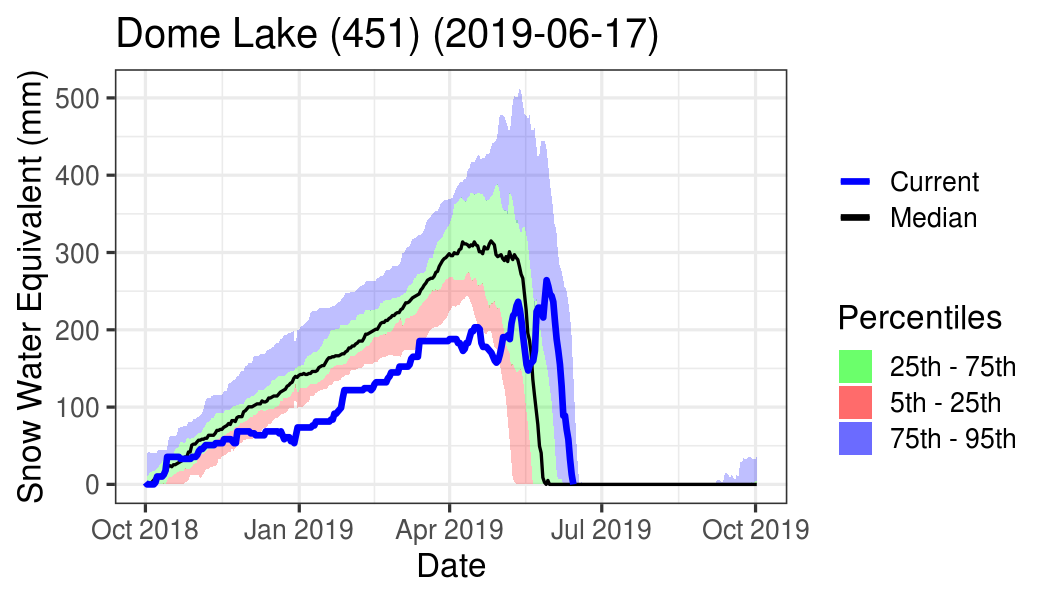 Dome Lake (451) (2019-06-17)
Snow Water Equivalent (mm)
500
400
300
200
100
0
Oct 2018 Jan 2019 Apr 2019 Jul 2019 Oct 2019
Date
Current
Median
Percentiles
25th - 75th
5th - 25th
75th - 95th